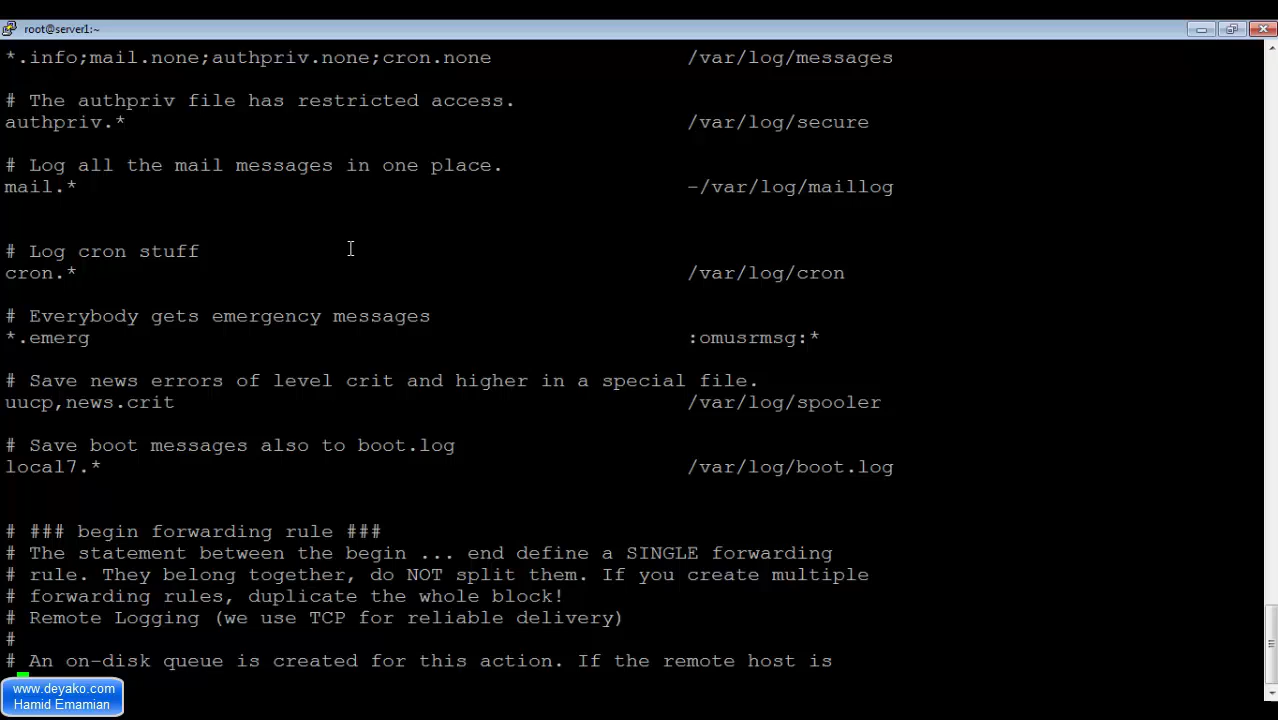 root@server1:~
*.info;mail.none;authpriv.none;cron.none                /var/log/messages
# The authpriv file has restricted access.
authpriv.*                                              /var/log/secure
# Log all the mail messages in one place.
mail.*                                                  -/var/log/maillog
# Log cron stuff
cron.*                                                  /var/log/cron
# Everybody gets emergency messages
*.emerg                                                 :omusrmsg:*
# Save news errors of level crit and higher in a special file.
uucp,news.crit                                          /var/log/spooler
# Save boot messages also to boot.log
local7.*                                                /var/log/boot.log
# ### begin forwarding rule ###
# The statement between the begin ... end define a SINGLE forwarding
# rule. They belong together, do NOT split them. If you create multiple
# forwarding rules, duplicate the whole block!
# Remote Logging (we use TCP for reliable delivery)
#
# An on-disk queue is created for this action. If the remote host is
www.deyako.com
Hamid Emamian